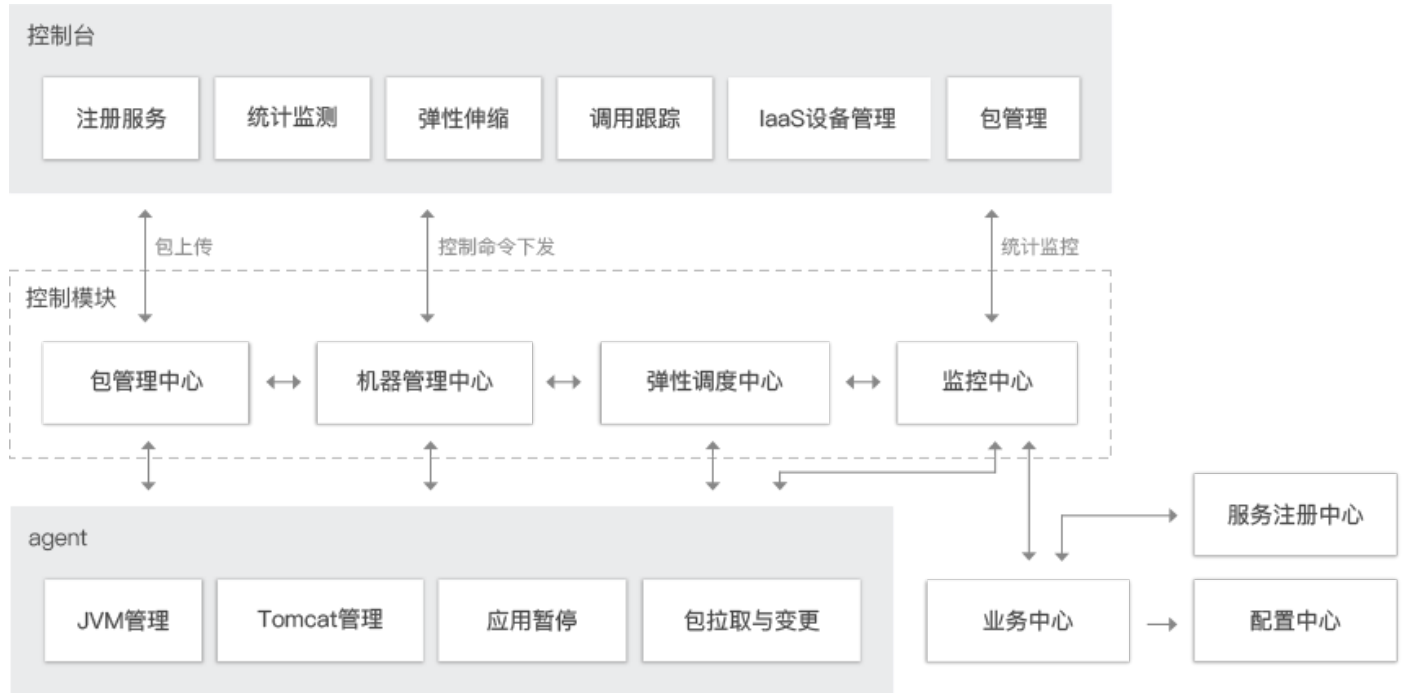 控制台
注册服务
统计监测
弹性伸缩
调用跟踪
IaaS设备管理
包管理
包上传
控制命令下发
统计监控
控制模块
包管理中心
机器管理中心
弹性调度中心
监控中心
服务注册中心
agent
JVM管理
Tomcat管理
应用暂停
包拉取与变更
业务中心
配置中心